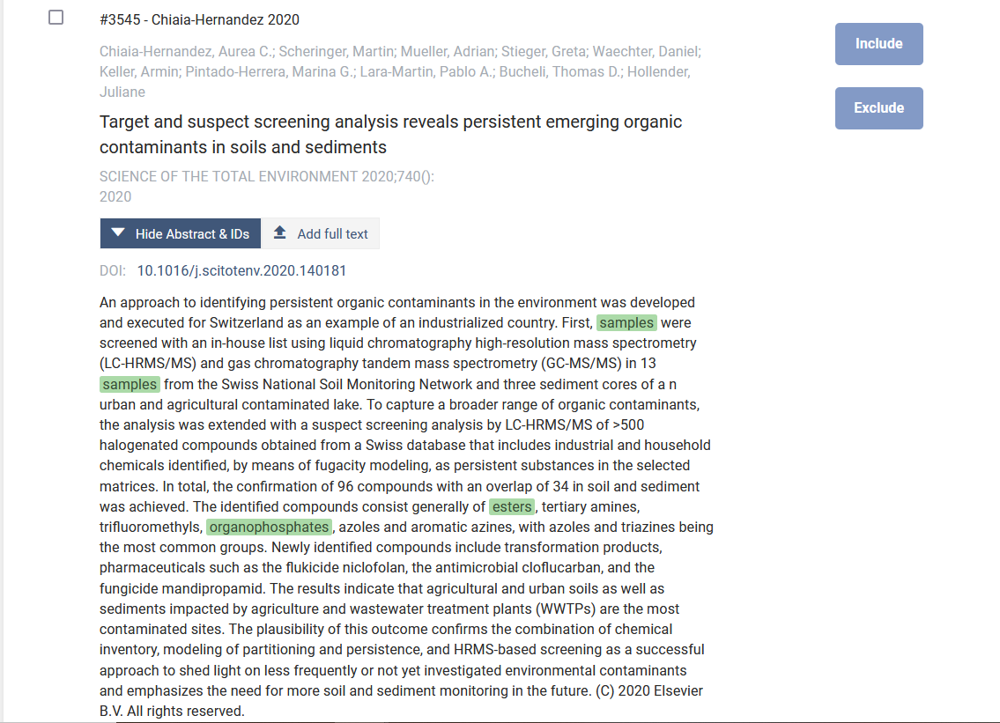 #3545 - Chiaia-Hernandez 2020
Include
Chiaia-Hernandez, Aurea C.; Scheringer, Martin; Mueller, Adrian; Stieger, Greta; Waechter, Daniel;
Keller, Armin; Pintado-Herrera, Marina G.; Lara-Martin, Pablo A.; Bucheli, Thomas D.; Hollender,
Juliane
Exclude
Target and suspect screening analysis reveals persistent emerging organic
contaminants in soils and sediments
SCIENCE OF THE TOTAL ENVIRONMENT 2020;740():
2020
Hide Abstract & IDs Add full text
DOI: 10.1016/j.scitotenv.2020.140181
An approach to identifying persistent organic contaminants in the environment was developed
and executed for Switzerland as an example of an industrialized country. First, samples were
screened with an in-house list using liquid chromatography high-resolution mass spectrometry
(LC-HRMS/MS) and gas chromatography tandem mass spectrometry (GC-MS/MS) in 13
samples from the Swiss National Soil Monitoring Network and three sediment cores of a n
urban and agricultural contaminated lake. To capture a broader range of organic contaminants,
the analysis was extended with a suspect screening analysis by LC-HRMS/MS of >500
halogenated compounds obtained from a Swiss database that includes industrial and household
chemicals identified, by means of fugacity modeling, as persistent substances in the selected
matrices. In total, the confirmation of 96 compounds with an overlap of 34 in soil and sediment
was achieved. The identified compounds consist generally of esters, tertiary amines,
trifluoromethyls, organophosphates, azoles and aromatic azines, with azoles and triazines being
the most common groups. Newly identified compounds include transformation products,
pharmaceuticals such as the flukicide niclofolan, the antimicrobial cloflucarban, and the
fungicide mandipropamid. The results indicate that agricultural and urban soils as well as
sediments impacted by agriculture and wastewater treatment plants (WWTPs) are the most
contaminated sites. The plausibility of this outcome confirms the combination of chemical
inventory, modeling of partitioning and persistence, and HRMS-based screening as a successful
approach to shed light on less frequently or not yet investigated environmental contaminants
and emphasizes the need for more soil and sediment monitoring in the future. (C) 2020 Elsevier
B.V. All rights reserved.